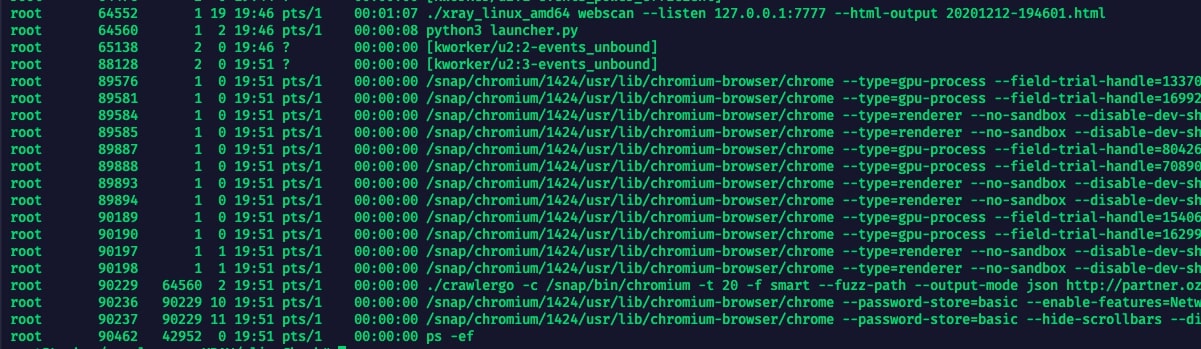 root 64552 1 19 19:46 pts/1 00:01:07 ./xray_linux_amd64 webscan --listen 127.0.0.1:7777 --html-output 20201212-194601.html
root 64560 1 2 19:46 pts/1 00:00:08 python3 launcher.py
root 65138 2 0 19:46 ? 00:00:00 [kworker/u2:2-events_unbound]
root 88128 2 0 19:51 ? 00:00:00 [kworker/u2:3-events_unbound]
root 89576 1 0 19:51 pts/1 00:00:00 /snap/chromium/1424/usr/lib/chromium-browser/chrome --type=gpu-process --field-trial-handle=13370
root 89581 1 0 19:51 pts/1 00:00:00 /snap/chromium/1424/usr/lib/chromium-browser/chrome --type=gpu-process --field-trial-handle=16992
root 89584 1 0 19:51 pts/1 00:00:00 /snap/chromium/1424/usr/lib/chromium-browser/chrome --type=renderer --no-sandbox --disable-dev-sh
root 89585 1 0 19:51 pts/1 00:00:00 /snap/chromium/1424/usr/lib/chromium-browser/chrome --type=renderer --no-sandbox --disable-dev-sh
root 89887 1 0 19:51 pts/1 00:00:00 /snap/chromium/1424/usr/lib/chromium-browser/chrome --type=gpu-process --field-trial-handle=80426
root 89888 1 0 19:51 pts/1 00:00:00 /snap/chromium/1424/usr/lib/chromium-browser/chrome --type=gpu-process --field-trial-handle=70890
root 89893 1 0 19:51 pts/1 00:00:00 /snap/chromium/1424/usr/lib/chromium-browser/chrome --type=renderer --no-sandbox --disable-dev-sh
root 89894 1 0 19:51 pts/1 00:00:00 /snap/chromium/1424/usr/lib/chromium-browser/chrome --type=renderer --no-sandbox --disable-dev-sh
root 90189 1 0 19:51 pts/1 00:00:00 /snap/chromium/1424/usr/lib/chromium-browser/chrome --type=gpu-process --field-trial-handle=15406
root 90190 1 0 19:51 pts/1 00:00:00 /snap/chromium/1424/usr/lib/chromium-browser/chrome --type=gpu-process --field-trial-handle=16299
root 90197 1 1 19:51 pts/1 00:00:00 /snap/chromium/1424/usr/lib/chromium-browser/chrome --type=renderer --no-sandbox --disable-dev-sh
root 90198 1 1 19:51 pts/1 00:00:00 /snap/chromium/1424/usr/lib/chromium-browser/chrome --type=renderer --no-sandbox --disable-dev-sh
root 90229 64560 2 19:51 pts/1 00:00:00 ./crawlergo -c /snap/bin/chromium -t 20 -f smart --fuzz-path --output-mode json http://partner.oz
root 90236 90229 10 19:51 pts/1 00:00:00 /snap/chromium/1424/usr/lib/chromium-browser/chrome --password-store=basic --enable-features=Netw
root 90237 90229 11 19:51 pts/1 00:00:00 /snap/chromium/1424/usr/lib/chromium-browser/chrome --password-store=basic --hide-scrollbars --di
root 90462 42952 0 19:51 pts/1 00:00:00 ps -ef